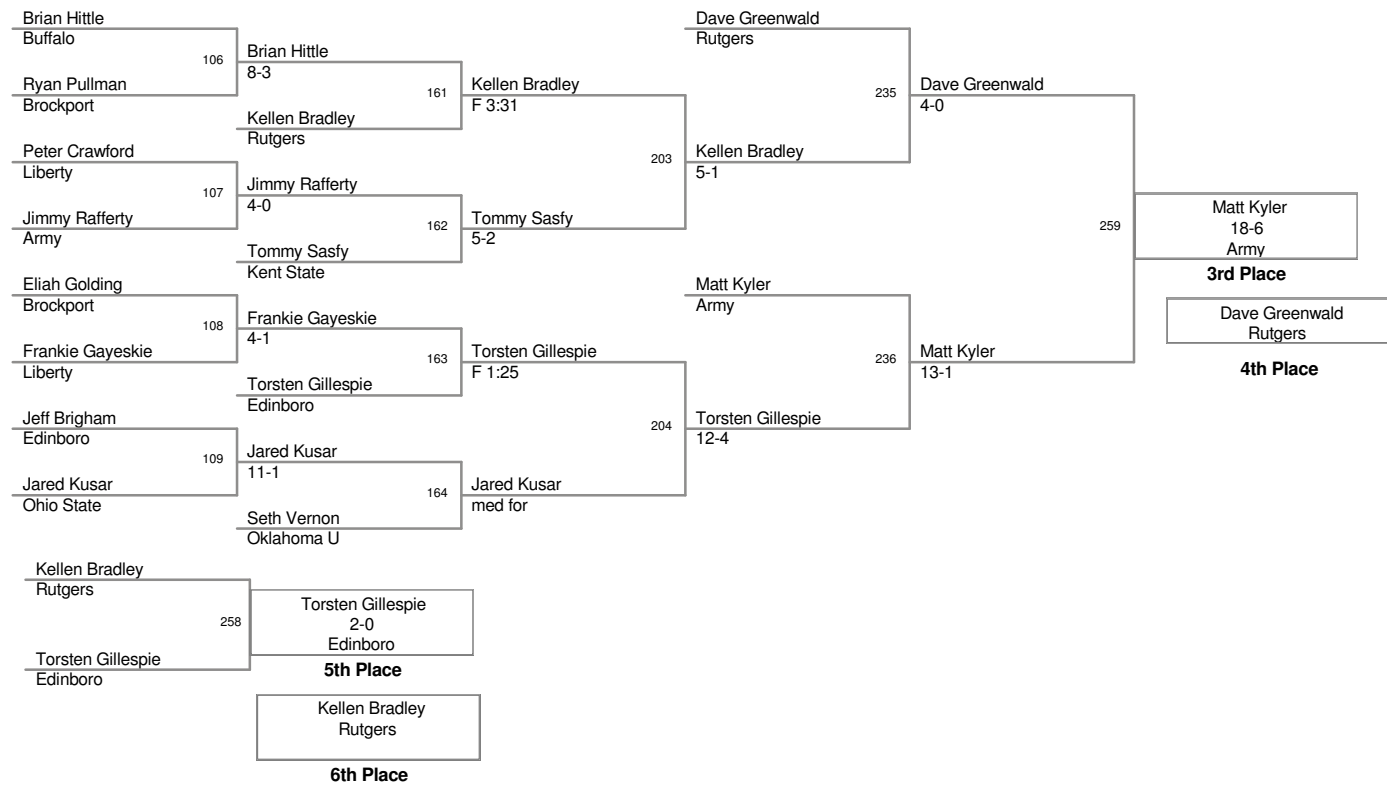 Brian Hittle
Buffalo
106
Ryan Pullman
Brockport
Peter Crawford
Liberty
107
Jimmy Rafferty
Army
Eliah Golding
Brockport
108
Frankie Gayeskie
Liberty
Jeff Brigham
Edinboro
109
Jared Kusar
Ohio State
Brian Hittle
8-3
161
Kellen Bradley
Rutgers
Jimmy Rafferty
4-0
162
Tommy Sasfy
Kent State
Frankie Gayeskie
4-1
163
Torsten Gillespie
Edinboro
Jared Kusar
11-1
164
Seth Vernon
Oklahoma U
Kellen Bradley
F 3:31
203
Tommy Sasfy
5-2
Torsten Gillespie
F 1:25
204
Jared Kusar
med for
Dave Greenwald
Rutgers
235
Kellen Bradley
5-1
Matt Kyler
Army
236
Torsten Gillespie
12-4
Dave Greenwald
4-0
259
Matt Kyler
13-1
Matt Kyler
18-6
Army
3rd Place
Dave Greenwald
Rutgers
4th Place
Kellen Bradley
Rutgers
258
Torsten Gillespie
Edinboro
Torsten Gillespie
2-0
Edinboro
5th Place
Kellen Bradley
Rutgers
6th Place